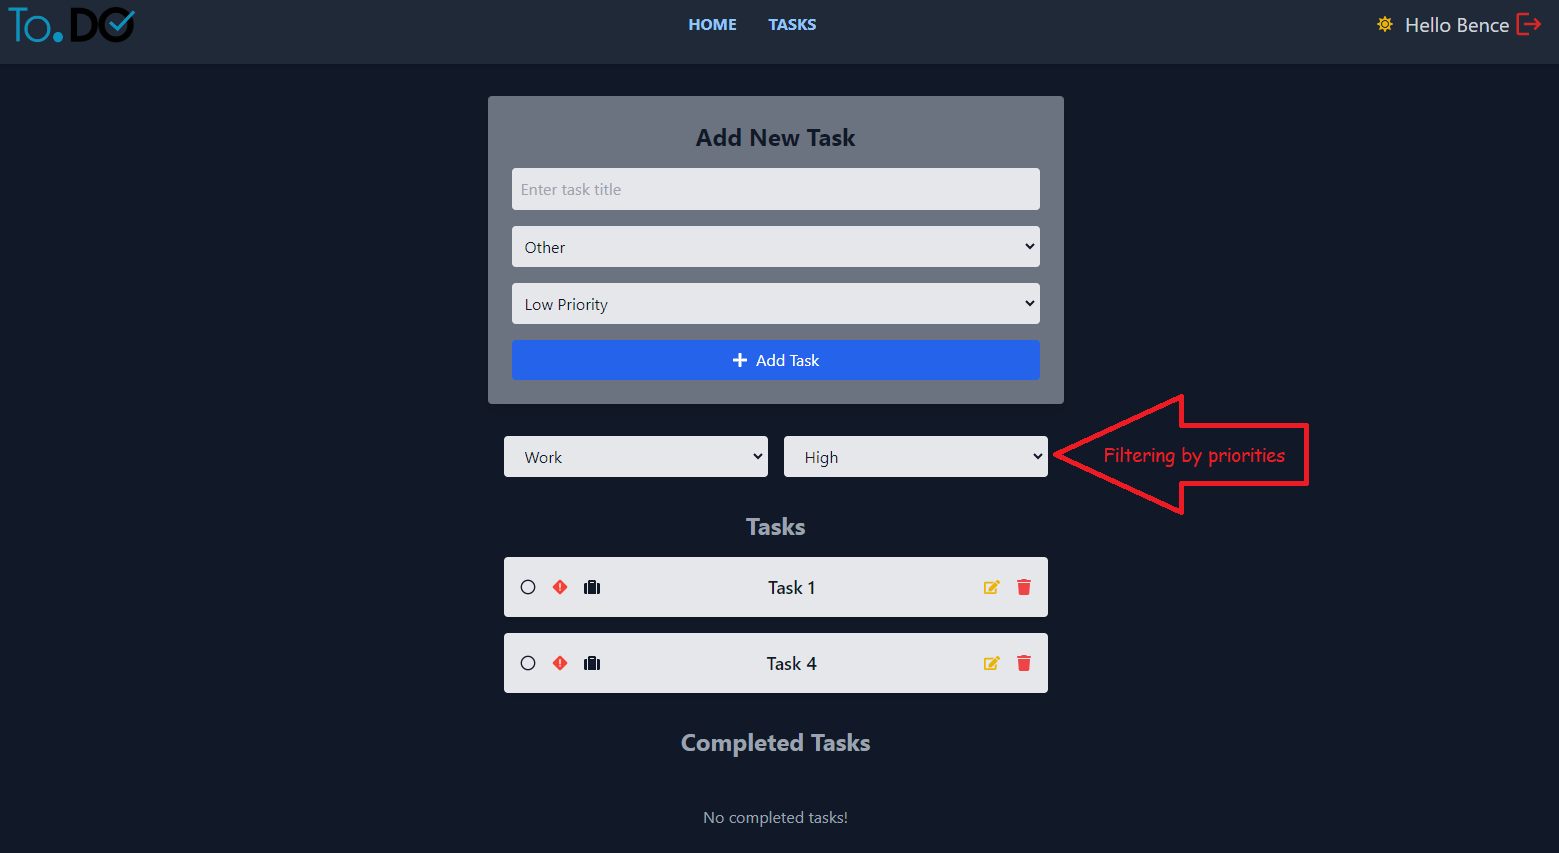 To.DO
HOME TASKS
Hello Bence
Add New Task
Enter task title
Other
Low Priority
Add Task
Work
High
Filtering by priorities
Tasks
Task 1
Task 4
Completed Tasks
No completed tasks!